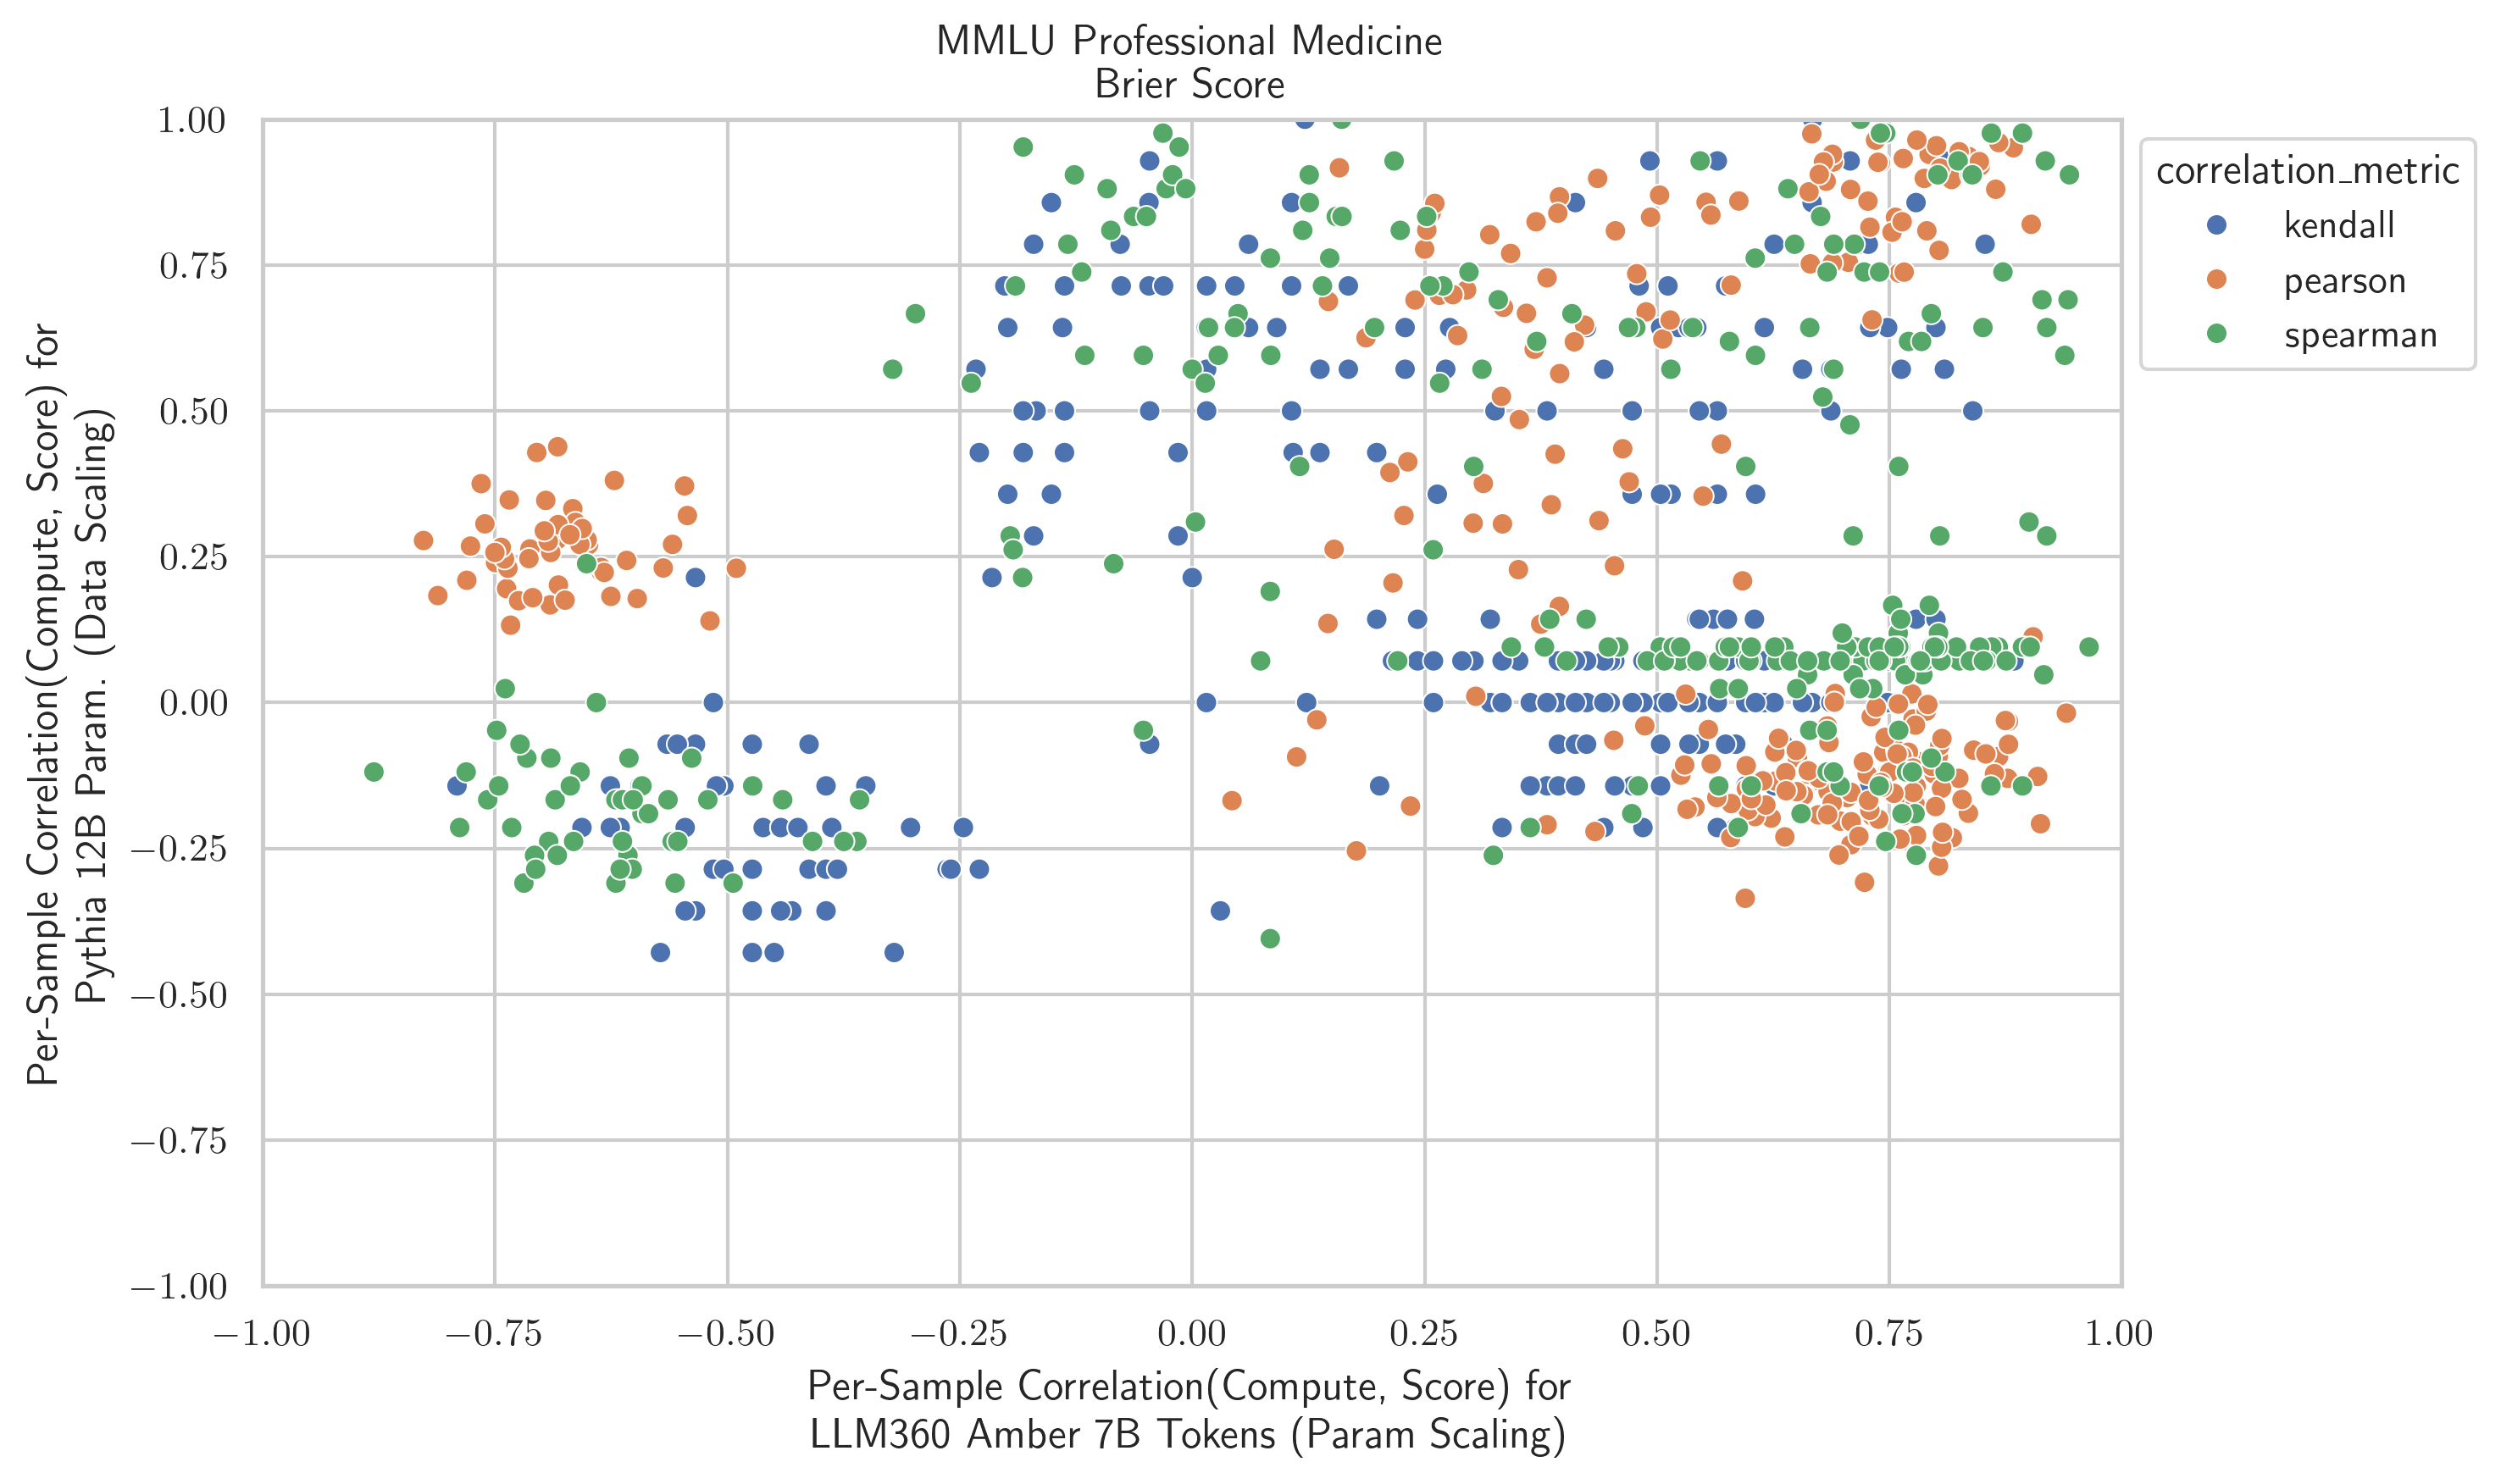 MMLU Professional Medicine
Brier Score
Per-Sample Correlation(Compute, Score) for
Pythia 12B Param. (Data Scaling)
1.00
0.75
0.50
0.25
0.00
−0.25
−0.50
−0.75
−1.00
−1.00
−0.75
−0.50
−0.25
0.00
0.25
0.50
0.75
1.00
Per-Sample Correlation(Compute, Score) for
LLM360 Amber 7B Tokens (Param Scaling)
correlation_metric
kendall
pearson
spearman